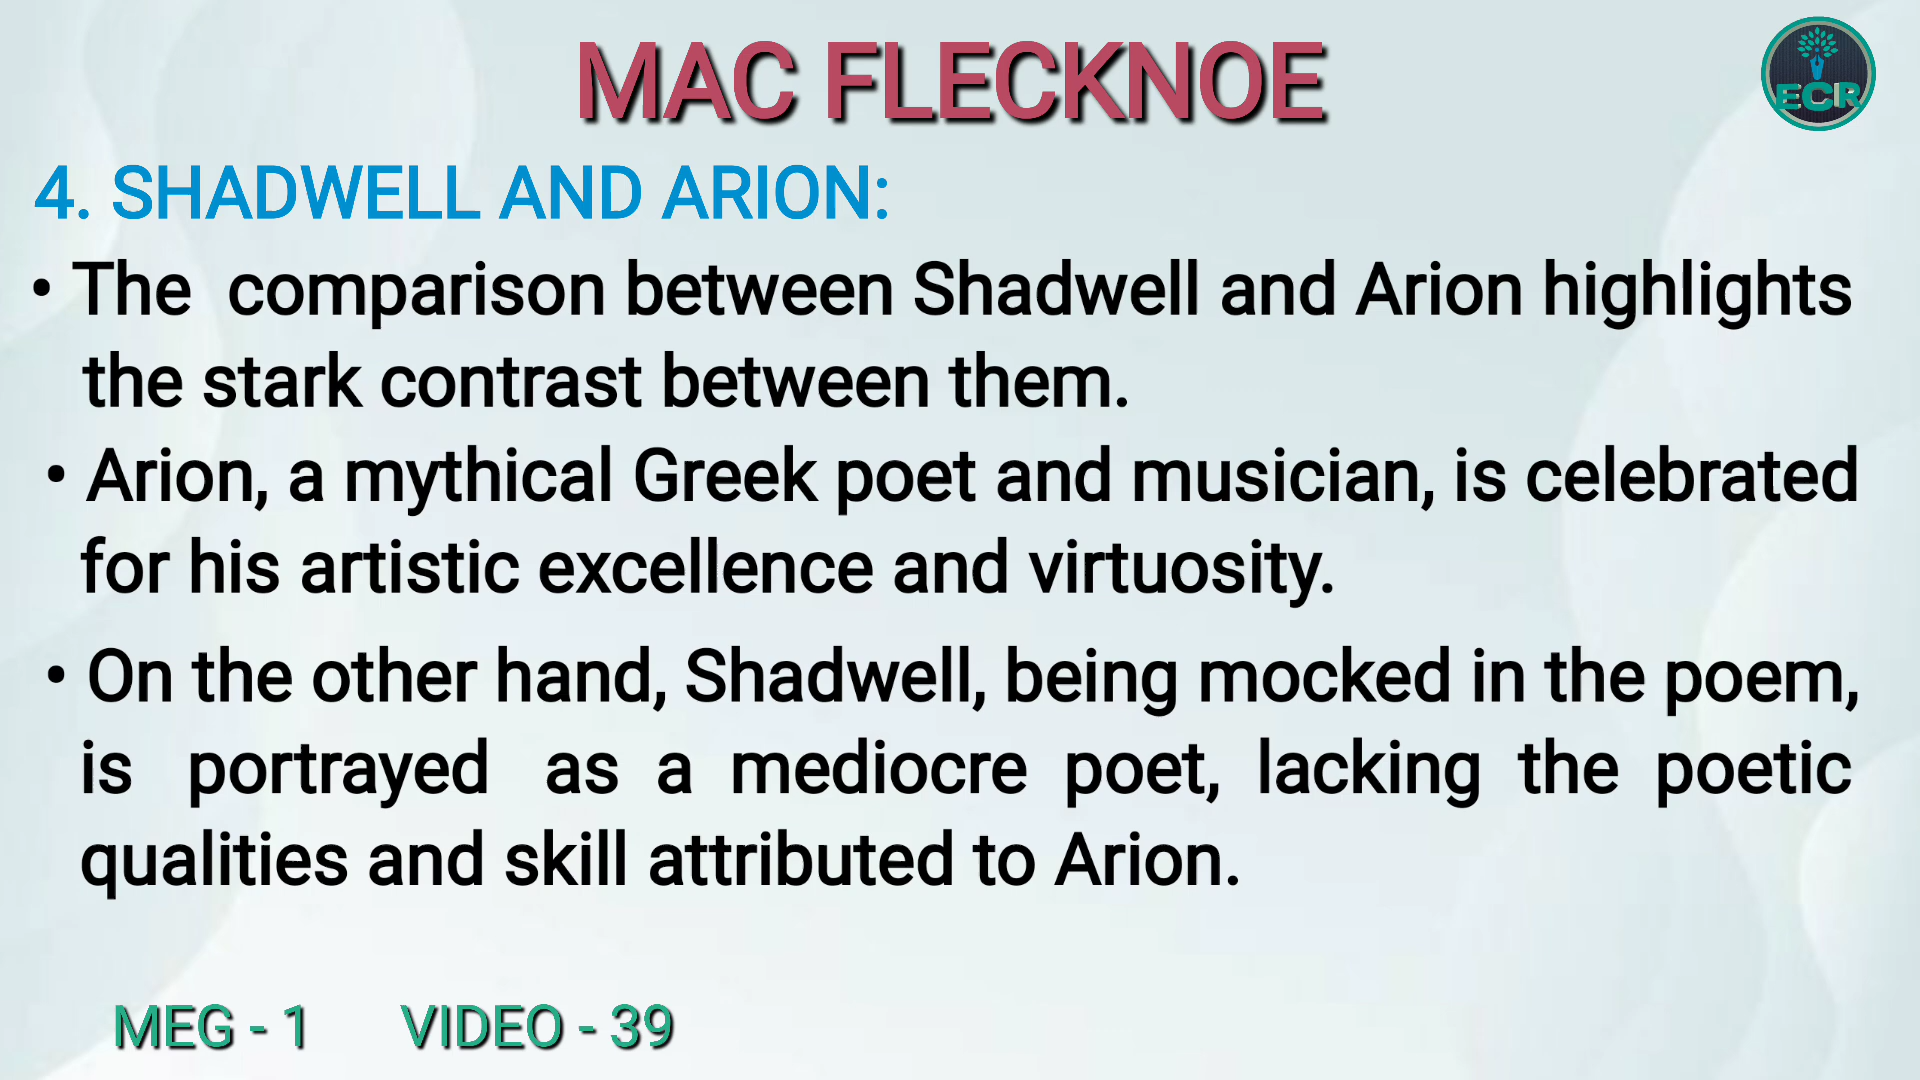 MAC FLECKNOE
ECR
4. SHADWELL AND ARION:
• The comparison between Shadwell and Arion highlights
the stark contrast between them.
• Arion, a mythical Greek poet and musician, is celebrated
for his artistic excellence and virtuosity.
• On the other hand, Shadwell, being mocked in the poem,
is portrayed as a mediocre poet, lacking the poetic
qualities and skill attributed to Arion.
MEG - 1 VIDEO - 39